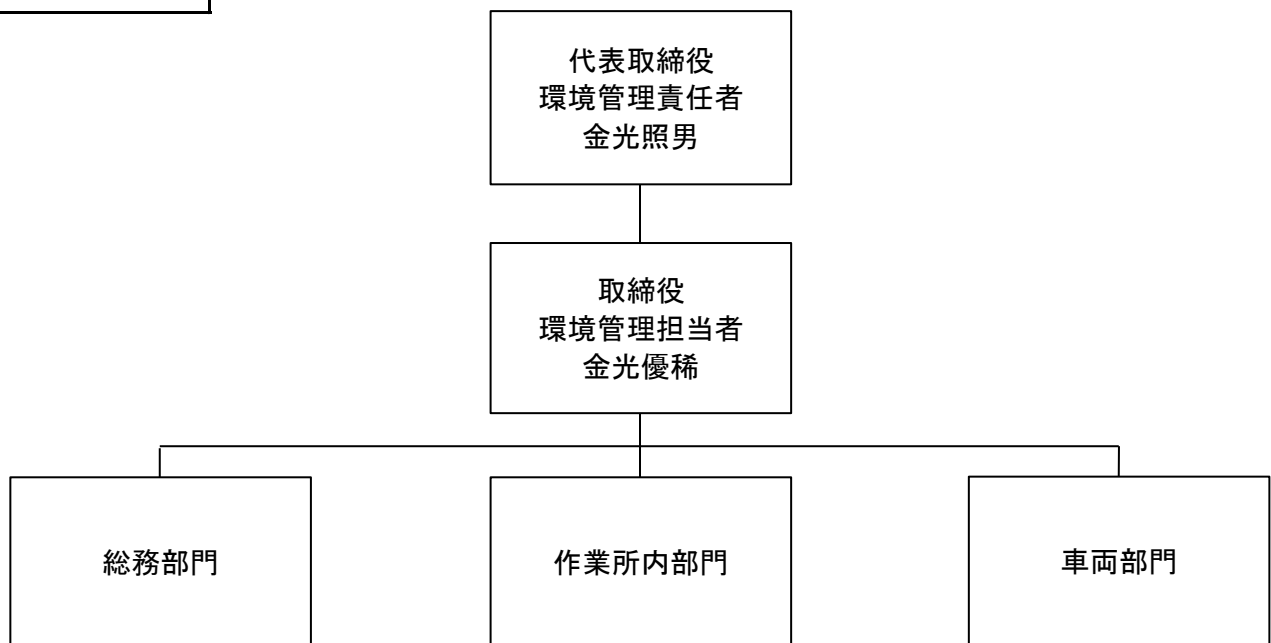 代表取締役
環境管理責任者
金光照男
取締役
環境管理担当者
金光優稀
総務部門
作業所内部門
車両部門